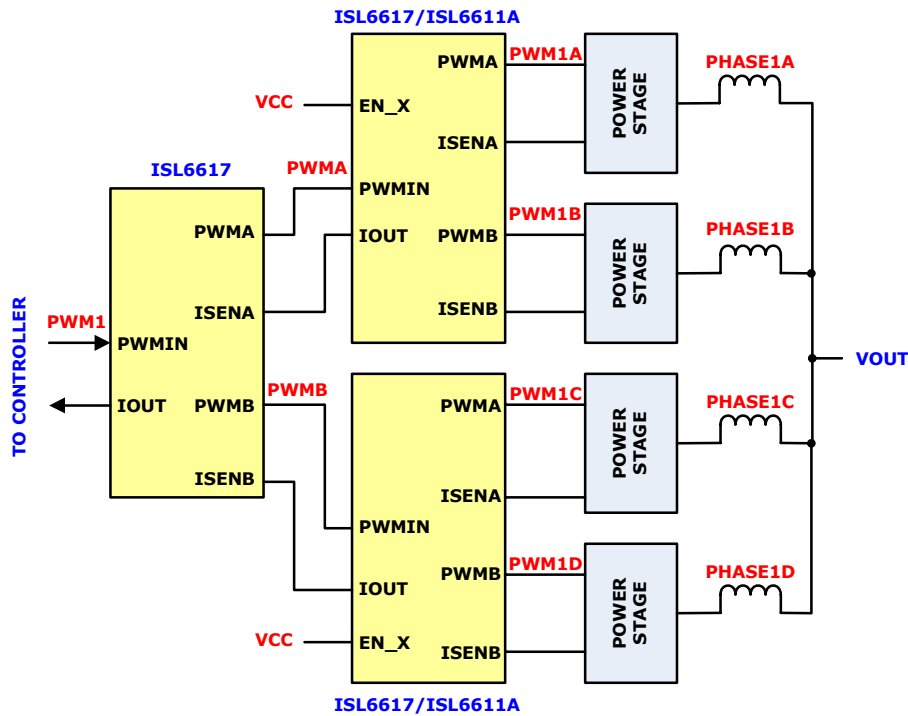 ISL6617/ISL6611A
PWMA
PWM1A
POWER STAGE
PHASE1A
VCC
EN_X
ISENA
ISL6617
PWMA
PWMIN
PWMA
IOUT
PWMB
PWM1B
POWER STAGE
PHASE1B
ISENA
ISENB
TO CONTROLLER
PWM1
PWMIN
VOUT
IOUT
PWMB
PWMB
PWMA
PWM1C
POWER STAGE
PHASE1C
ISENB
ISENA
PWMIN
PWMB
PWM1D
POWER STAGE
PHASE1D
IOUT
VCC
EN_X
ISENB
ISL6617/ISL6611A